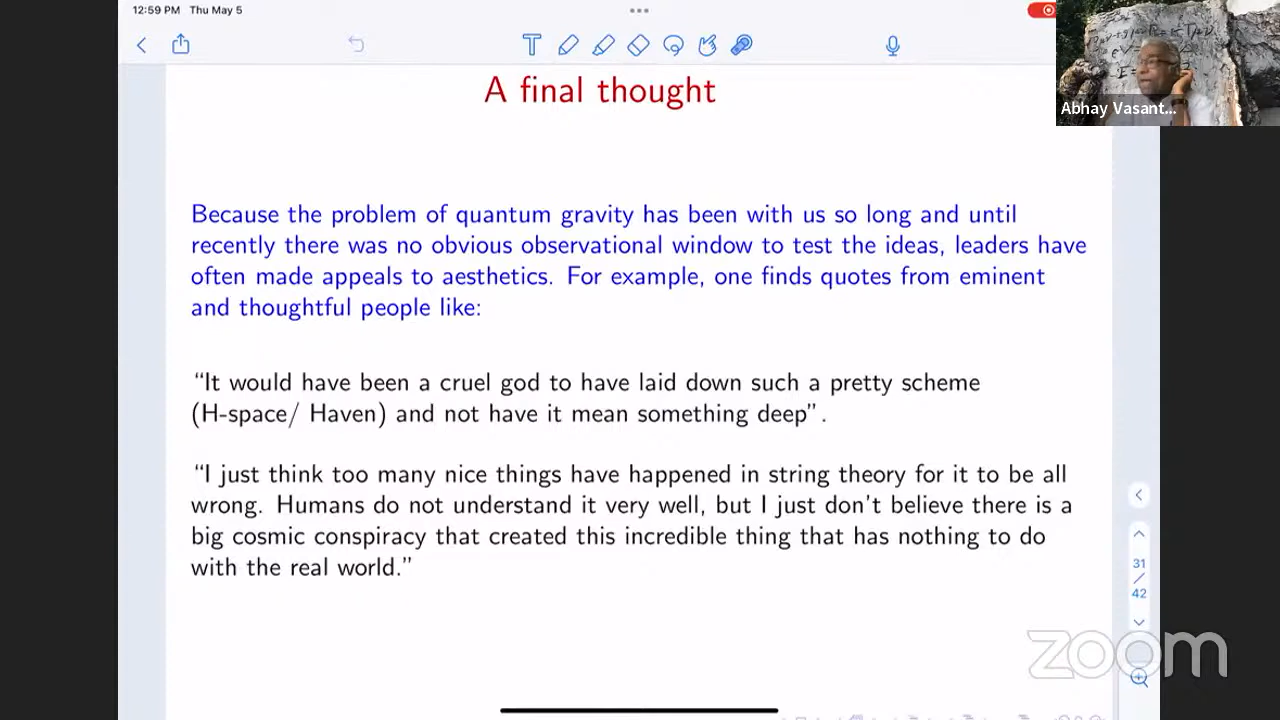 12:59 PM Thu May 5
A final thought
Abhay Vasant...
Because the problem of quantum gravity has been with us so long and until
recently there was no obvious observational window to test the ideas, leaders have
often made appeals to aesthetics. For example, one finds quotes from eminent
and thoughtful people like:
“It would have been a cruel god to have laid down such a pretty scheme
(H-space/ Haven) and not have it mean something deep”.
“I just think too many nice things have happened in string theory for it to be all
wrong. Humans do not understand it very well, but I just don’t believe there is a
big cosmic conspiracy that created this incredible thing that has nothing to do
with the real world.”
31
/
42
zoom